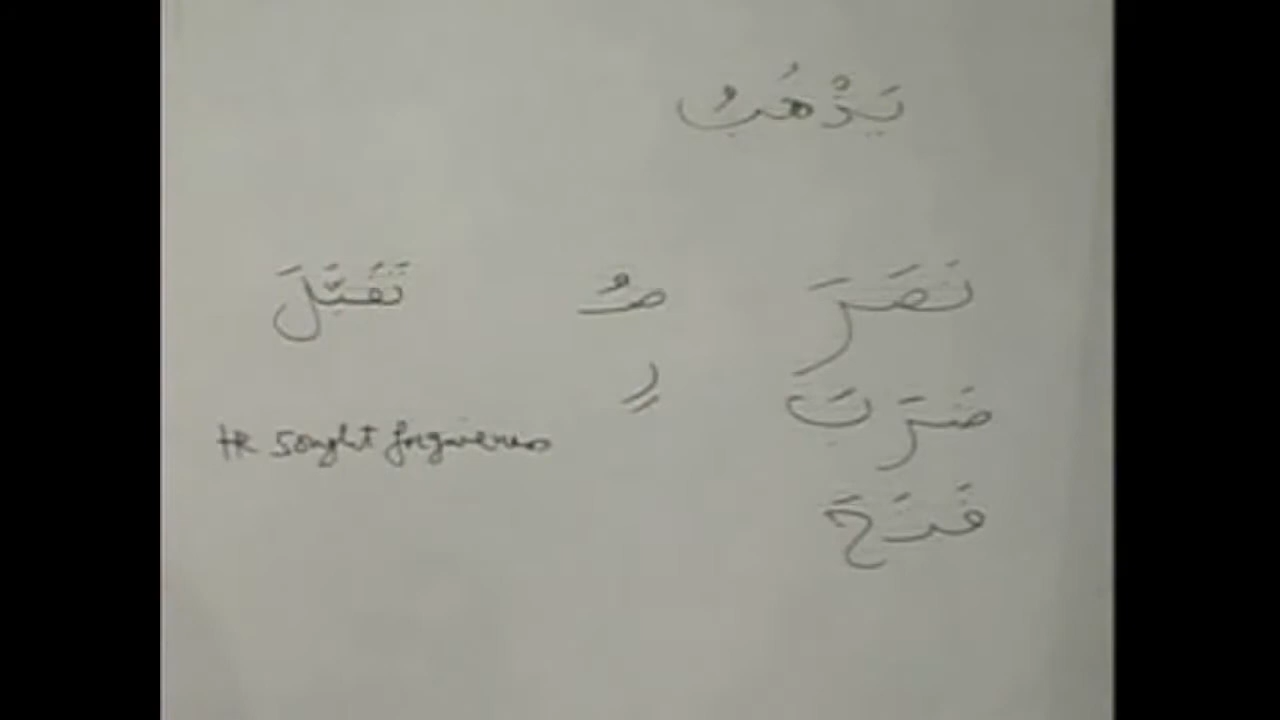 يَذْهَُبُ
نَصَرَ صُ تَقَبَّلَ
ضَرَبَ رٍ
He sought forgiveness
فَتَحَ